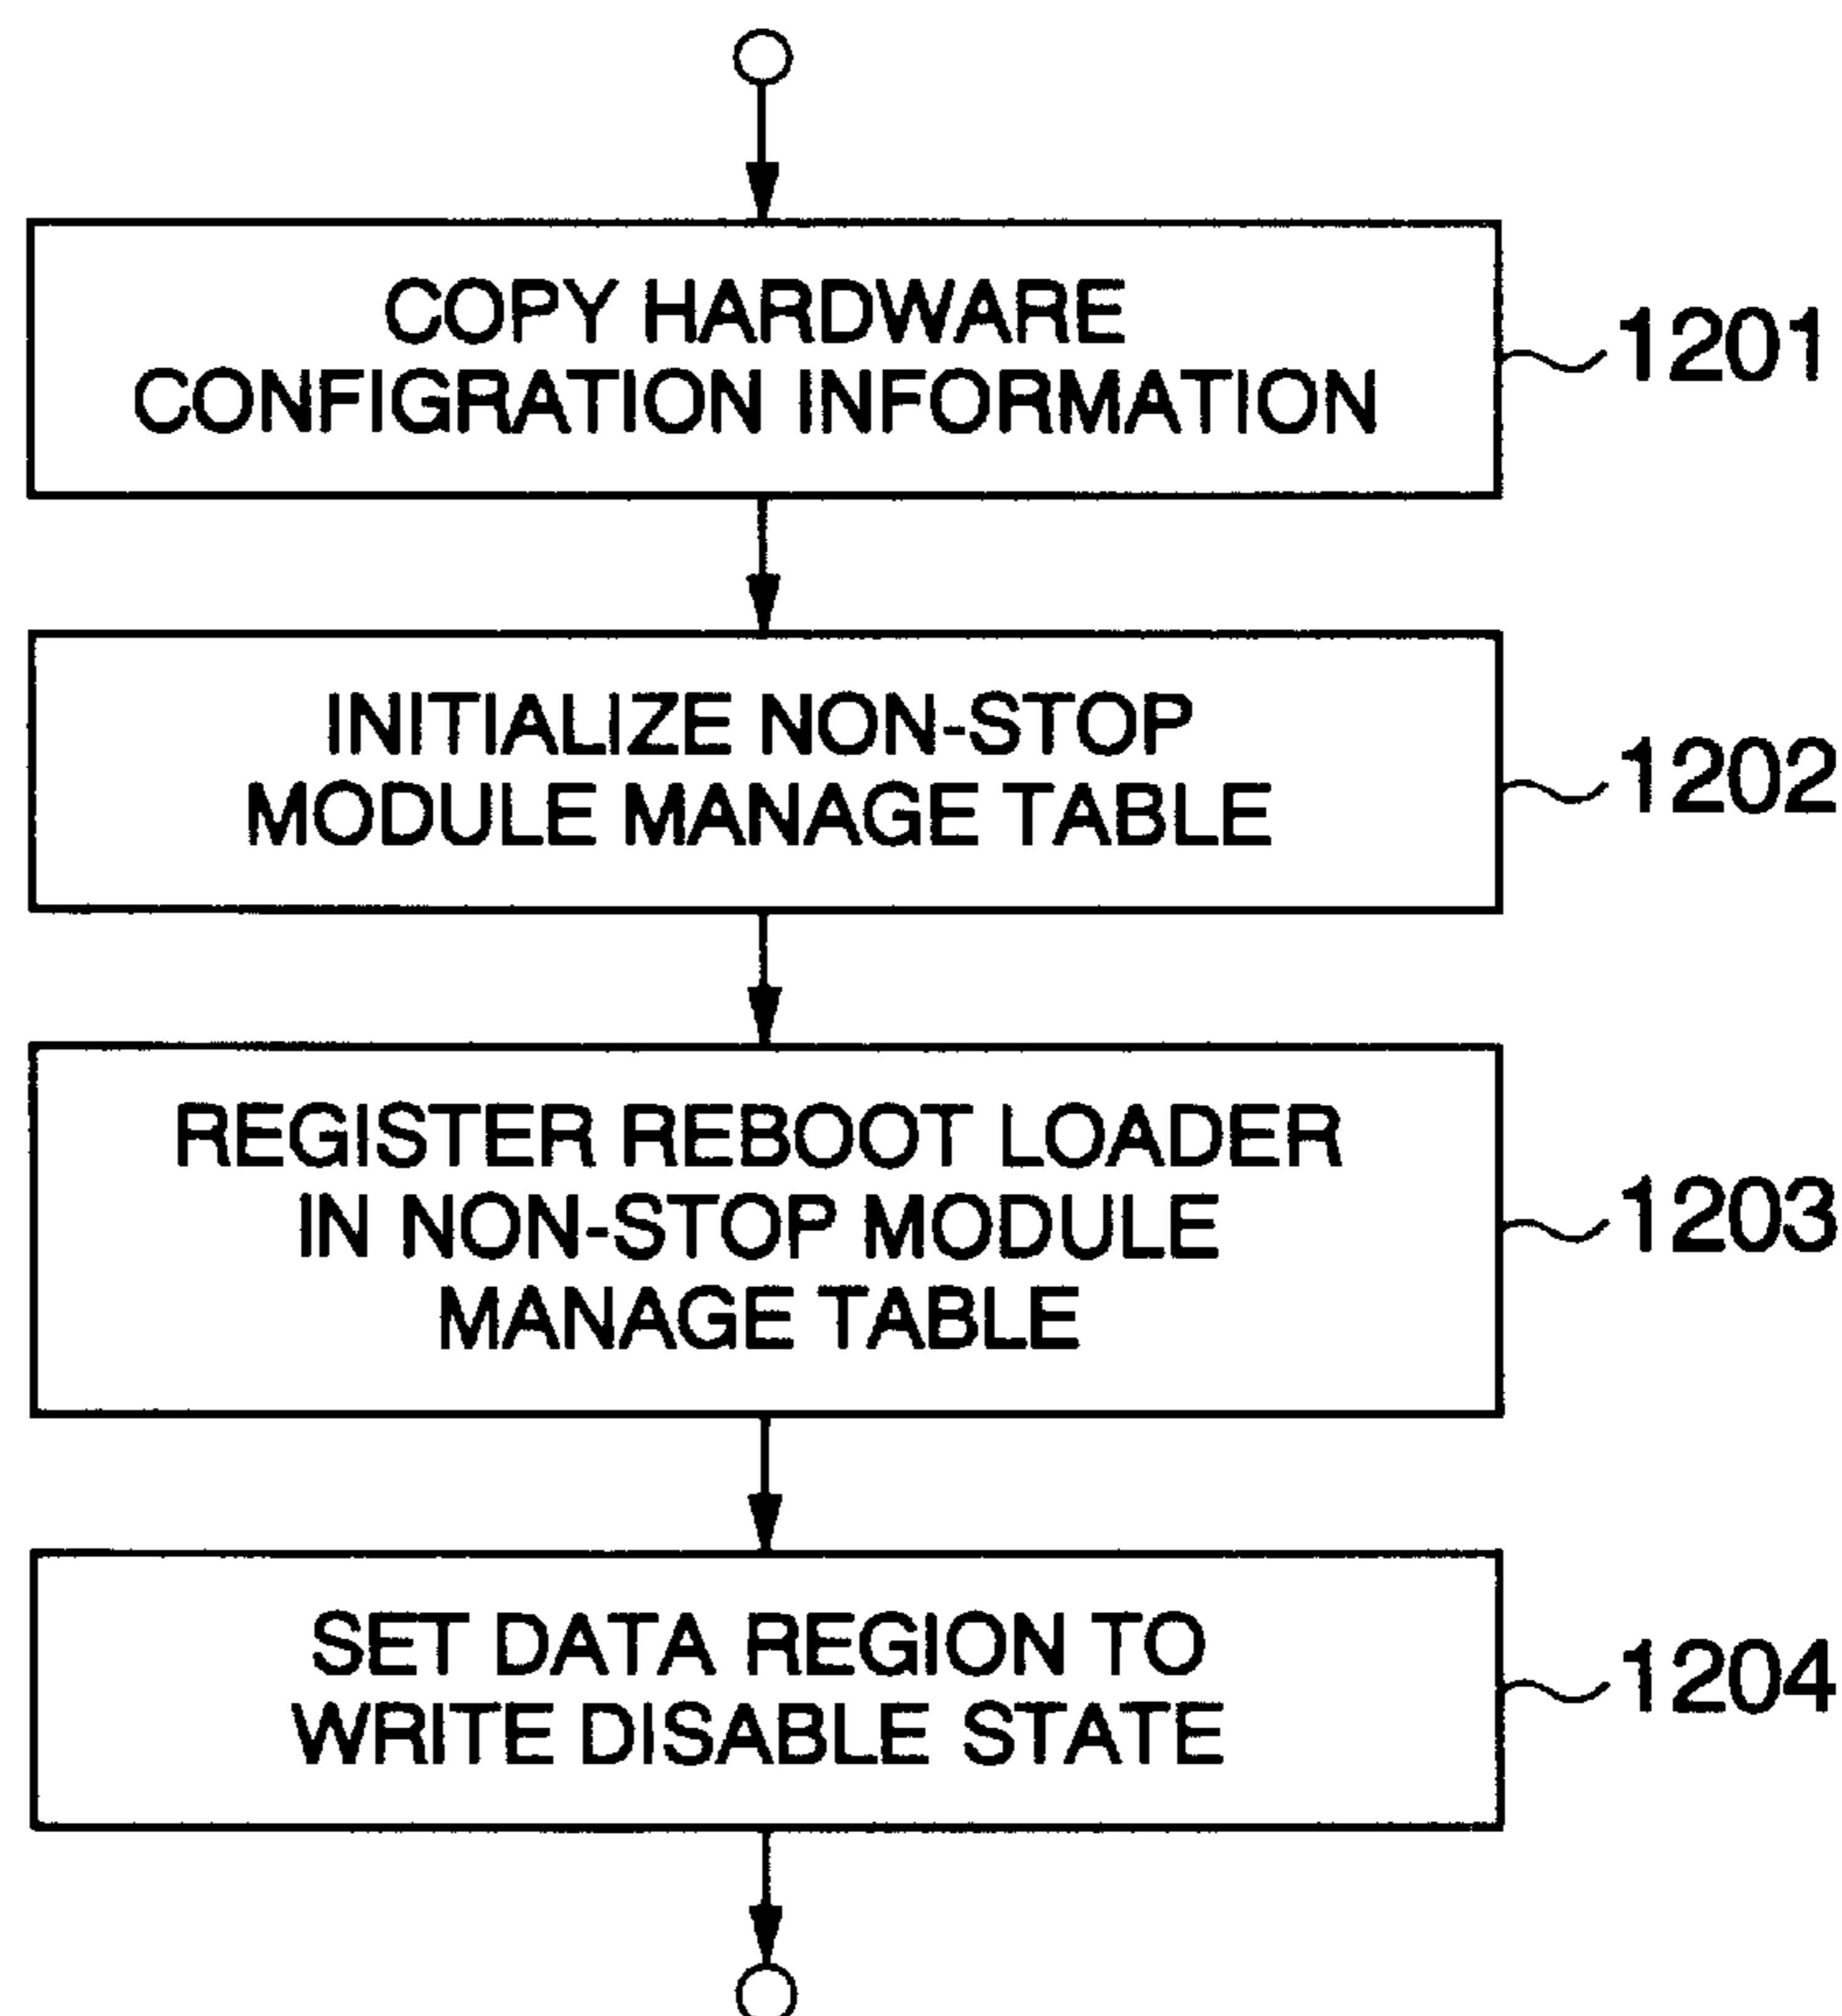 COPY HARDWARE
CONFIGRATION INFORMATION
1201
INITIALIZE NON-STOP
MODULE MANAGE TABLE
1202
REGISTER REBOOT LOADER
IN NON-STOP MODULE
MANAGE TABLE
1203
SET DATA REGION TO
WRITE DISABLE STATE
1204